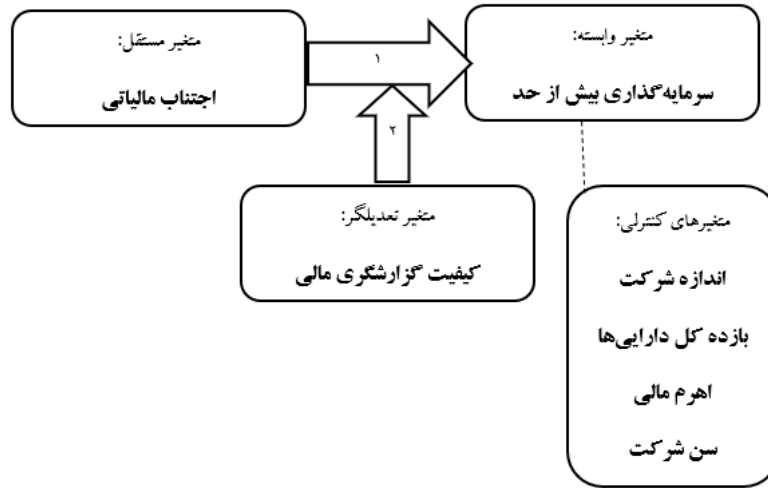 متغیر مستقل:
اجتناب مالیاتی
۱
متغیر وابسته:
سرمایه‌گذاری بیش از حد
۲
متغیر تعدیلگر:
کیفیت گزارشگری مالی
متغیرهای کنترلی:
اندازه شرکت
بازده کل دارایی‌ها
اهرم مالی
سن شرکت